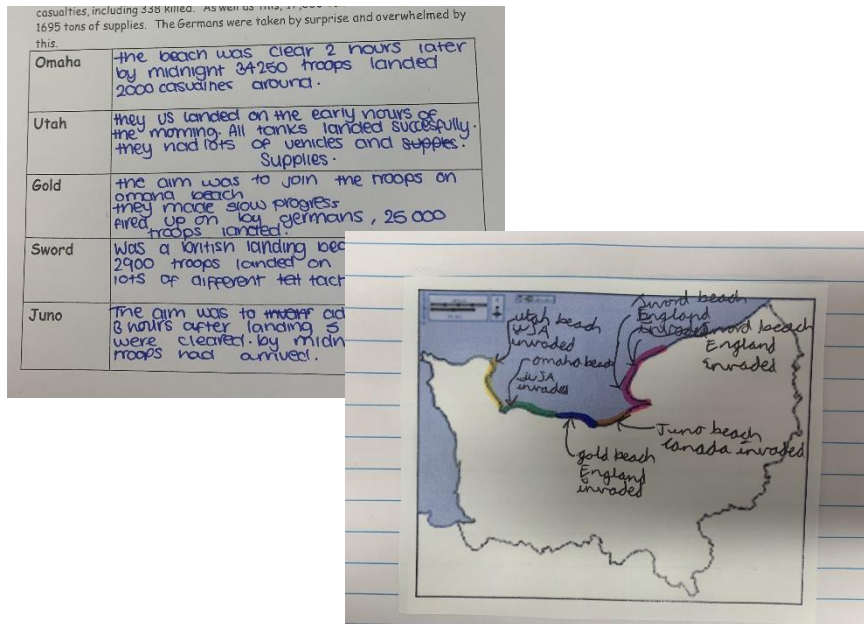 casualties, including 338 killed. As well as this, 17,
1695 tons of supplies. The Germans were taken by surprise and overwhelmed by
this.
Omaha
the beach was clear 2 hours later
by midnight 34250 troops landed
2000 casualties around.
Utah
they US landed on the early hours of
the morning. All tanks landed succesfully.
they had lots of vehicles and supples.
Supplies.
Gold
the aim was to join the troops on
omaha beach
they made slow progress
fired up on by germans, 25 000
troops landed.
Sword
Was a british landing bea
2900 troops landed on
lots of different tat tact
Juno
The aim was to ad
3 hours after landing 5
were cleared. by midn
troops had arrived.
utah beach
USA
invaded
omaha beach
USA
invaded
Sword beach
England
invaded
sword beach
England
invaded
Juno beach
Canada invaded
gold beach
England
invaded